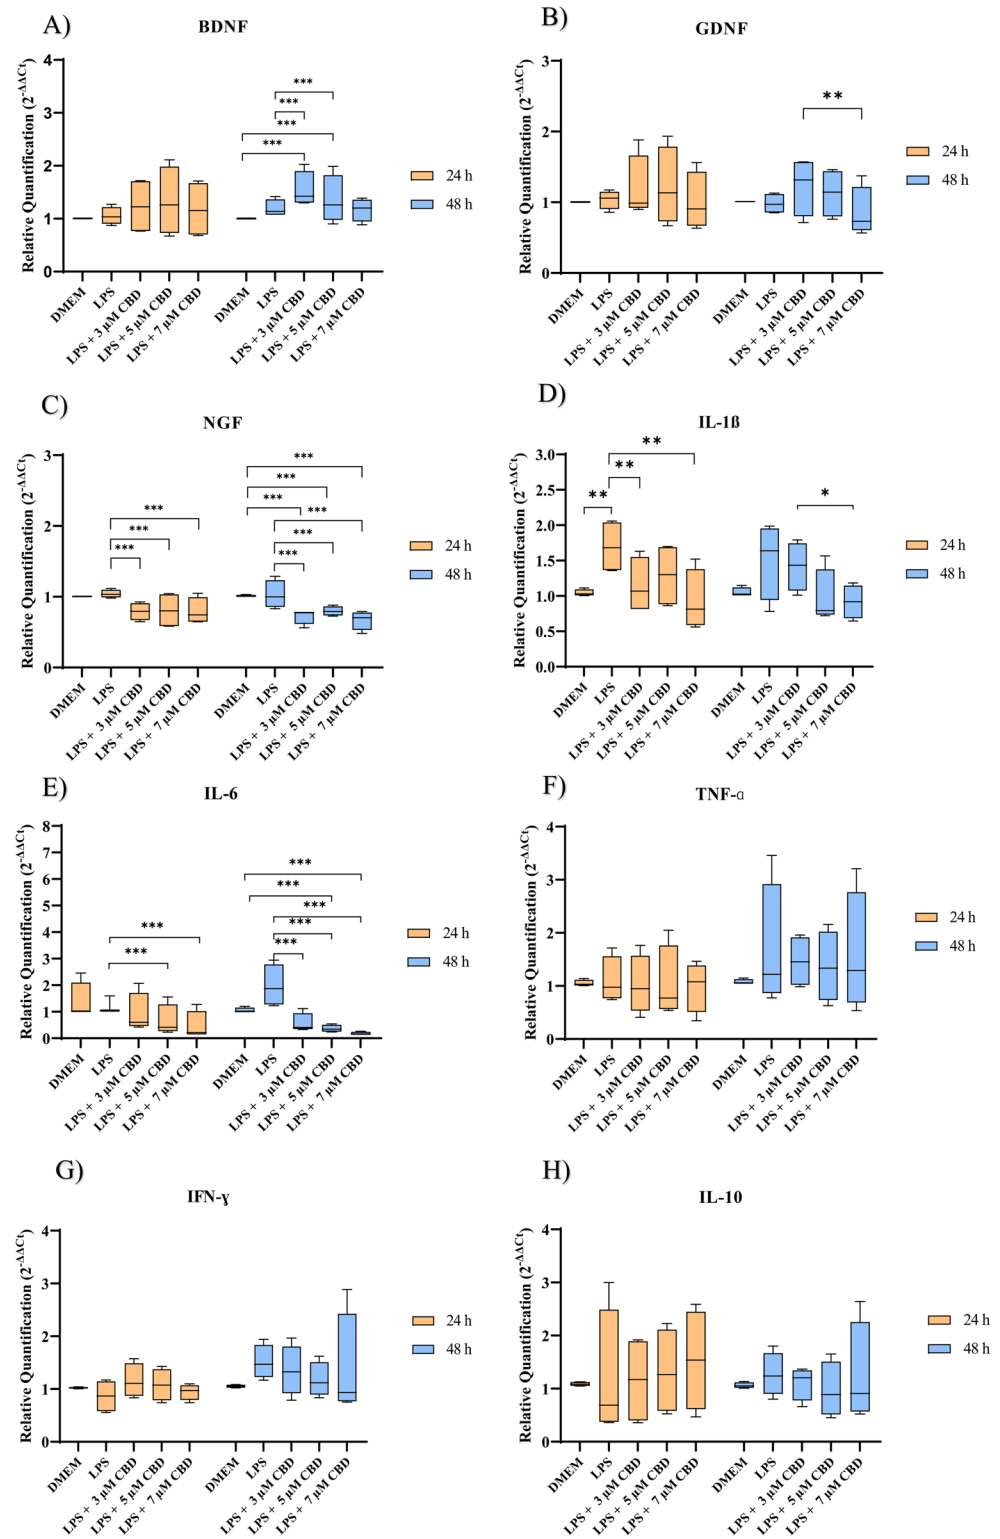 A)
BDNF
Relative Quantification (2^-ΔΔCt)
4
3
2
1
0
***
***
***
***
24 h
48 h
DMEM
LPS
LPS + 3 µM CBD
LPS + 5 µM CBD
LPS + 7 µM CBD
DMEM
LPS
LPS + 3 µM CBD
LPS + 5 µM CBD
LPS + 7 µM CBD
B)
GDNF
Relative Quantification (2^-ΔΔCt)
3
2
1
0
**
24 h
48 h
DMEM
LPS
LPS + 3 µM CBD
LPS + 5 µM CBD
LPS + 7 µM CBD
DMEM
LPS
LPS + 3 µM CBD
LPS + 5 µM CBD
LPS + 7 µM CBD
C)
NGF
Relative Quantification (2^-ΔΔCt)
3
2
1
0
***
***
***
***
***
***
***
***
***
24 h
48 h
DMEM
LPS
LPS + 3 µM CBD
LPS + 5 µM CBD
LPS + 7 µM CBD
DMEM
LPS
LPS + 3 µM CBD
LPS + 5 µM CBD
LPS + 7 µM CBD
D)
IL-1ß
Relative Quantification (2^-ΔΔCt)
3.0
2.5
2.0
1.5
1.0
0.5
0.0
**
**
**
*
24 h
48 h
DMEM
LPS
LPS + 3 µM CBD
LPS + 5 µM CBD
LPS + 7 µM CBD
DMEM
LPS
LPS + 3 µM CBD
LPS + 5 µM CBD
LPS + 7 µM CBD
E)
IL-6
Relative Quantification (2^-ΔΔCt)
8
7
6
5
4
3
2
1
0
***
***
***
***
***
***
***
24 h
48 h
DMEM
LPS
LPS + 3 µM CBD
LPS + 5 µM CBD
LPS + 7 µM CBD
DMEM
LPS
LPS + 3 µM CBD
LPS + 5 µM CBD
LPS + 7 µM CBD
F)
TNF-α
Relative Quantification (2^-ΔΔCt)
4
3
2
1
0
24 h
48 h
DMEM
LPS
LPS + 3 µM CBD
LPS + 5 µM CBD
LPS + 7 µM CBD
DMEM
LPS
LPS + 3 µM CBD
LPS + 5 µM CBD
LPS + 7 µM CBD
G)
IFN-ɣ
Relative Quantification (2^-ΔΔCt)
4
3
2
1
0
24 h
48 h
DMEM
LPS
LPS + 3 µM CBD
LPS + 5 µM CBD
LPS + 7 µM CBD
DMEM
LPS
LPS + 3 µM CBD
LPS + 5 µM CBD
LPS + 7 µM CBD
H)
IL-10
Relative Quantification (2^-ΔΔCt)
4
3
2
1
0
24 h
48 h
DMEM
LPS
LPS + 3 µM CBD
LPS + 5 µM CBD
LPS + 7 µM CBD
DMEM
LPS
LPS + 3 µM CBD
LPS + 5 µM CBD
LPS + 7 µM CBD